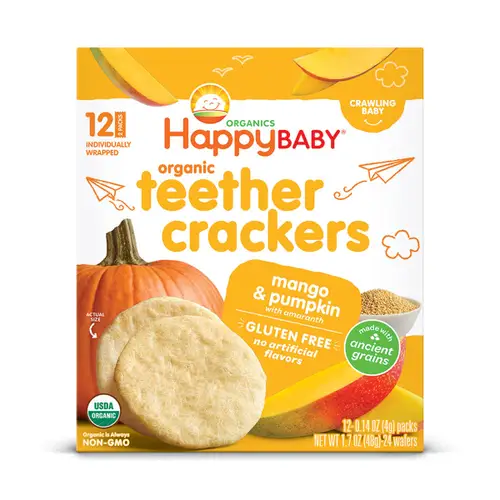 ORGANICS
HappyBABY®
CRAWLING
BABY
12 2 PACKS
INDIVIDUALLY
WRAPPED
organic
teether
crackers
mango
& pumpkin
with amaranth
GLUTEN FREE
no artificial
flavors
made with
ancient
grains
ACTUAL
SIZE
USDA
ORGANIC
Organic is Always
NON-GMO
12-0.14 OZ (4g) packs
NET WT 1.7 OZ (48g)-24 wafers